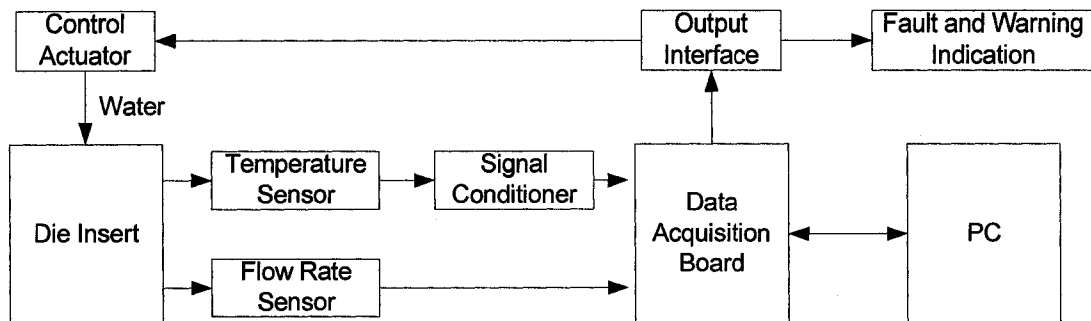 Control
Actuator
Output
Interface
Fault and Warning
Indication
Water
Die Insert
Temperature
Sensor
Signal
Conditioner
Flow Rate
Sensor
Data
Acquisition
Board
PC